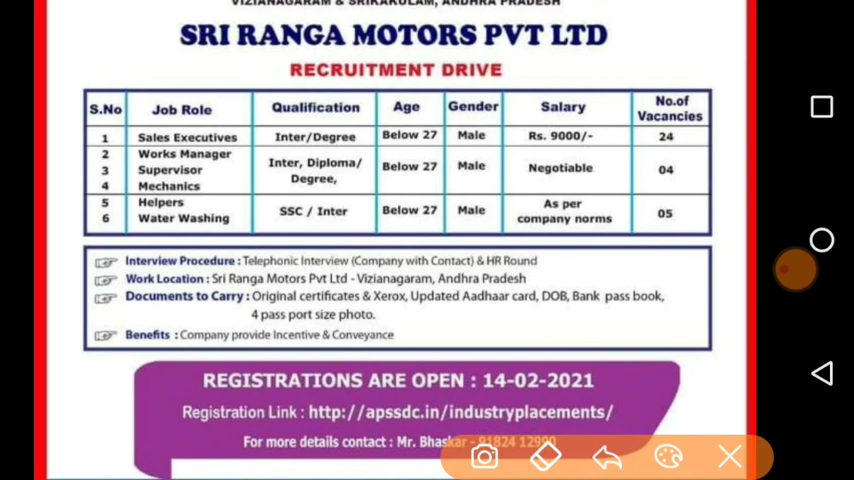 VIZIANAGARAM & SRIKAKULAM, ANDHRA PRADESH
SRI RANGA MOTORS PVT LTD
RECRUITMENT DRIVE
S.No Job Role Qualification Age Gender Salary No.of Vacancies
1 Sales Executives Inter/Degree Below 27 Male Rs. 9000/- 24
2 Works Manager
3 Supervisor Inter, Diploma/ Degree, Below 27 Male Negotiable 04
4 Mechanics
5 Helpers SSC / Inter Below 27 Male As per company norms 05
6 Water Washing
Interview Procedure : Telephonic Interview (Company with Contact) & HR Round
Work Location : Sri Ranga Motors Pvt Ltd - Vizianagaram, Andhra Pradesh
Documents to Carry : Original certificates & Xerox, Updated Aadhaar card, DOB, Bank pass book,
4 pass port size photo.
Benefits : Company provide Incentive & Conveyance
REGISTRATIONS ARE OPEN : 14-02-2021
Registration Link : http://apssdc.in/industryplacements/
For more details contact : Mr. Bhaskar - 91824